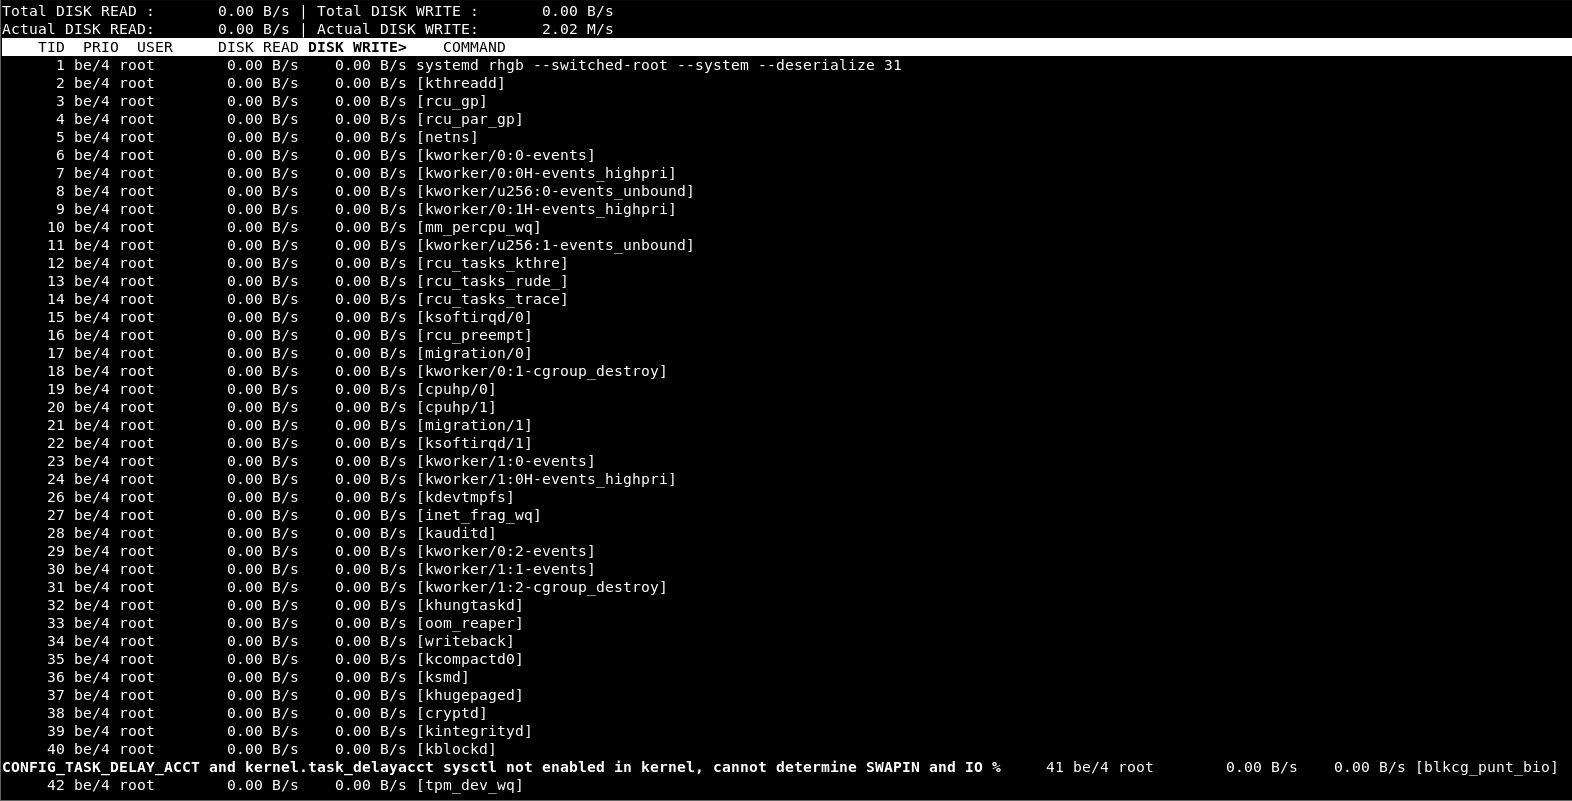 Total DISK READ :       0.00 B/s | Total DISK WRITE :       0.00 B/s
Actual DISK READ:       0.00 B/s | Actual DISK WRITE:       2.02 M/s
    TID  PRIO  USER     DISK READ DISK WRITE>    COMMAND
      1 be/4 root        0.00 B/s    0.00 B/s systemd rhgb --switched-root --system --deserialize 31
      2 be/4 root        0.00 B/s    0.00 B/s [kthreadd]
      3 be/4 root        0.00 B/s    0.00 B/s [rcu_gp]
      4 be/4 root        0.00 B/s    0.00 B/s [rcu_par_gp]
      5 be/4 root        0.00 B/s    0.00 B/s [netns]
      6 be/4 root        0.00 B/s    0.00 B/s [kworker/0:0-events]
      7 be/4 root        0.00 B/s    0.00 B/s [kworker/0:0H-events_highpri]
      8 be/4 root        0.00 B/s    0.00 B/s [kworker/u256:0-events_unbound]
      9 be/4 root        0.00 B/s    0.00 B/s [kworker/0:1H-events_highpri]
     10 be/4 root        0.00 B/s    0.00 B/s [mm_percpu_wq]
     11 be/4 root        0.00 B/s    0.00 B/s [kworker/u256:1-events_unbound]
     12 be/4 root        0.00 B/s    0.00 B/s [rcu_tasks_kthre]
     13 be/4 root        0.00 B/s    0.00 B/s [rcu_tasks_rude_]
     14 be/4 root        0.00 B/s    0.00 B/s [rcu_tasks_trace]
     15 be/4 root        0.00 B/s    0.00 B/s [ksoftirqd/0]
     16 be/4 root        0.00 B/s    0.00 B/s [rcu_preempt]
     17 be/4 root        0.00 B/s    0.00 B/s [migration/0]
     18 be/4 root        0.00 B/s    0.00 B/s [kworker/0:1-cgroup_destroy]
     19 be/4 root        0.00 B/s    0.00 B/s [cpuhp/0]
     20 be/4 root        0.00 B/s    0.00 B/s [cpuhp/1]
     21 be/4 root        0.00 B/s    0.00 B/s [migration/1]
     22 be/4 root        0.00 B/s    0.00 B/s [ksoftirqd/1]
     23 be/4 root        0.00 B/s    0.00 B/s [kworker/1:0-events]
     24 be/4 root        0.00 B/s    0.00 B/s [kworker/1:0H-events_highpri]
     26 be/4 root        0.00 B/s    0.00 B/s [kdevtmpfs]
     27 be/4 root        0.00 B/s    0.00 B/s [inet_frag_wq]
     28 be/4 root        0.00 B/s    0.00 B/s [kauditd]
     29 be/4 root        0.00 B/s    0.00 B/s [kworker/0:2-events]
     30 be/4 root        0.00 B/s    0.00 B/s [kworker/1:1-events]
     31 be/4 root        0.00 B/s    0.00 B/s [kworker/1:2-cgroup_destroy]
     32 be/4 root        0.00 B/s    0.00 B/s [khungtaskd]
     33 be/4 root        0.00 B/s    0.00 B/s [oom_reaper]
     34 be/4 root        0.00 B/s    0.00 B/s [writeback]
     35 be/4 root        0.00 B/s    0.00 B/s [kcompactd0]
     36 be/4 root        0.00 B/s    0.00 B/s [ksmd]
     37 be/4 root        0.00 B/s    0.00 B/s [khugepaged]
     38 be/4 root        0.00 B/s    0.00 B/s [cryptd]
     39 be/4 root        0.00 B/s    0.00 B/s [kintegrityd]
     40 be/4 root        0.00 B/s    0.00 B/s [kblockd]
CONFIG_TASK_DELAY_ACCT and kernel.task_delayacct sysctl not enabled in kernel, cannot determine SWAPIN and IO %     41 be/4 root        0.00 B/s    0.00 B/s [blkcg_punt_bio]
     42 be/4 root        0.00 B/s    0.00 B/s [tpm_dev_wq]